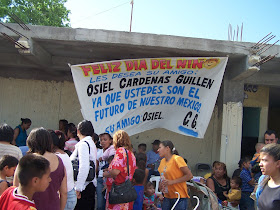 FELIZ DIA DEL NIÑO
LES DESEA SU AMIGO:
OSIEL CARDENAS GUILLEN
YA QUE USTEDES SON EL
FUTURO DE NUESTRO MEXICO
SU AMIGO OSIEL
C. G.